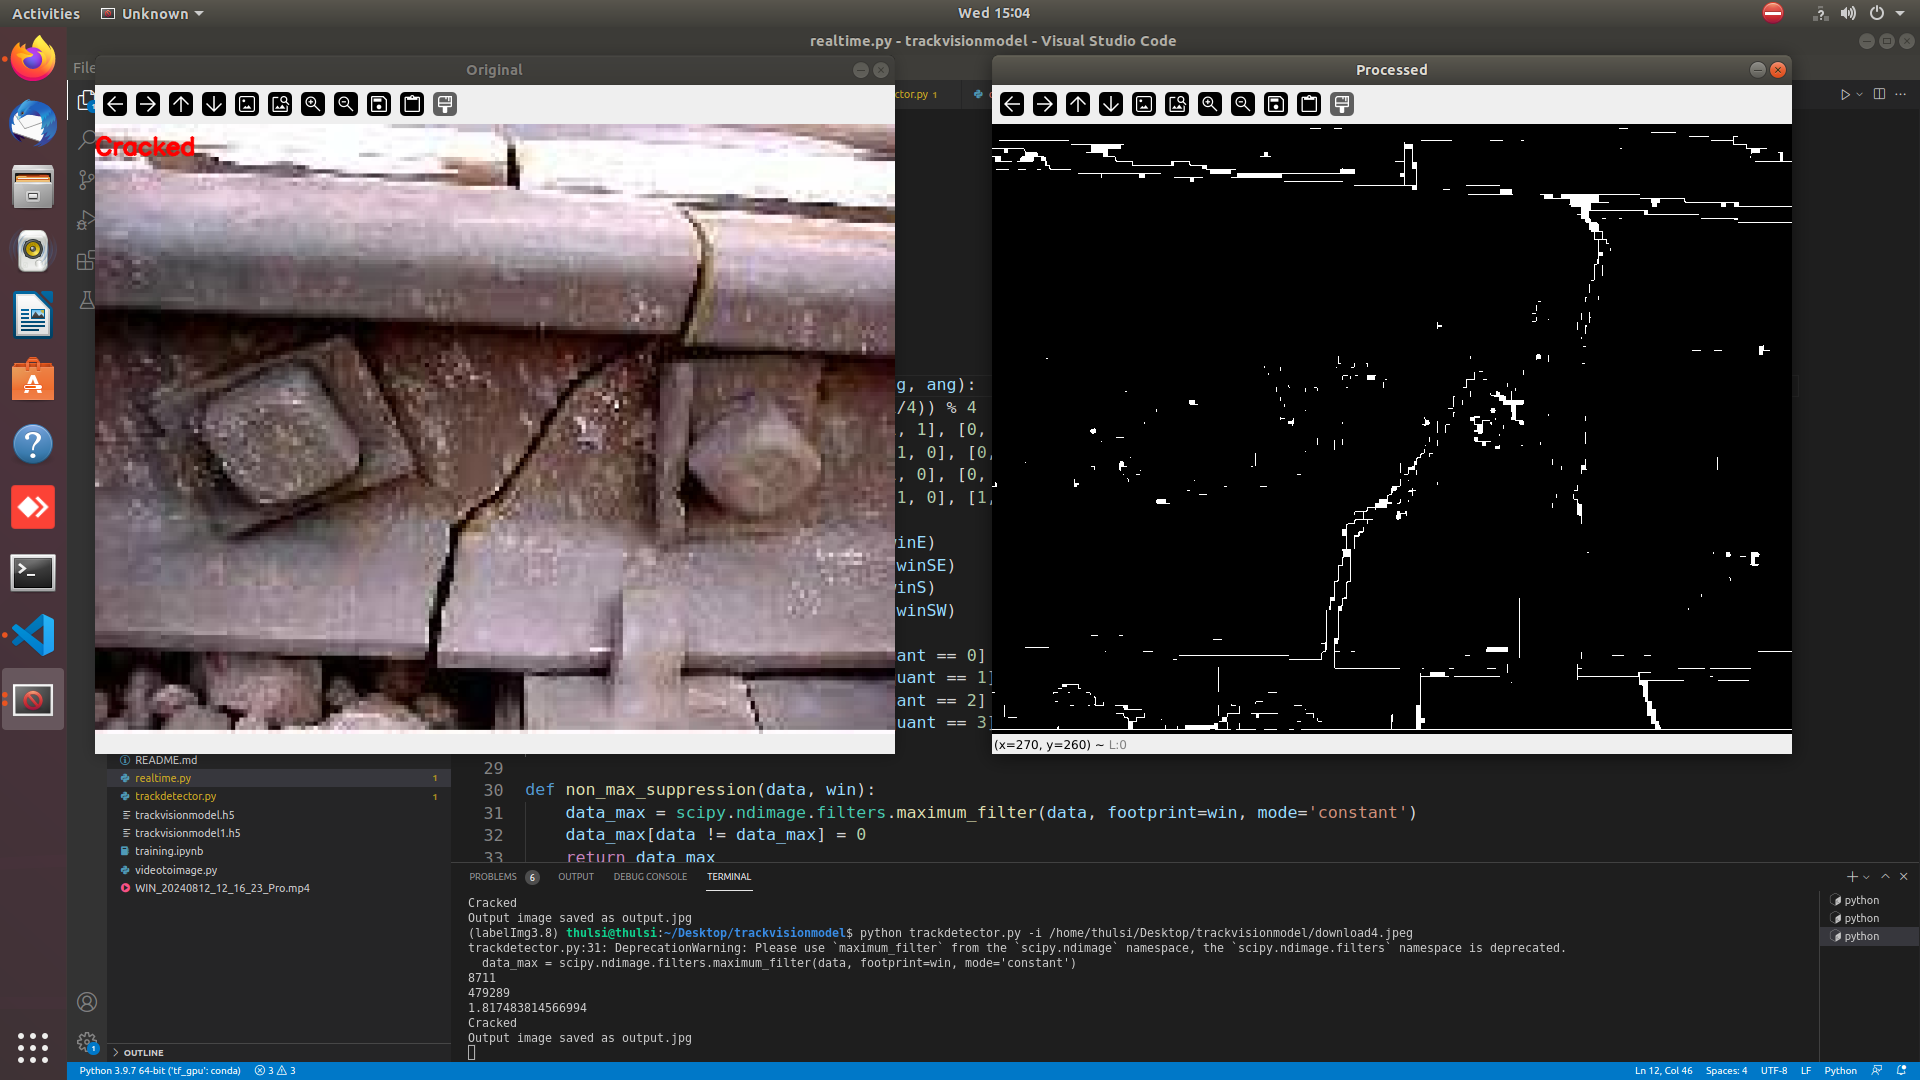 Activities
Unknown
Wed 15:04
realtime.py - trackvisionmodel - Visual Studio Code
File
Original
Processed
ctor.py 1
Cracked
g, ang):
/4)) % 4
, 1], [0,
1, 0], [0,
, 0], [0,
1, 0], [1,
winE)
winSE)
winS)
winSW)
ant == 0]
uant == 1]
ant == 2]
uant == 3]
(x=270, y=260) ~ L:0
README.md
realtime.py 1
trackdetector.py 1
trackvisionmodel.h5
trackvisionmodel1.h5
training.ipynb
videotoimage.py
WIN_20240812_12_16_23_Pro.mp4
OUTLINE
29
30 def non_max_suppression(data, win):
31 data_max = scipy.ndimage.filters.maximum_filter(data, footprint=win, mode='constant')
32 data_max[data != data_max] = 0
33 return data_max
PROBLEMS 6 OUTPUT DEBUG CONSOLE TERMINAL
Cracked
Output image saved as output.jpg
(labelImg3.8) thulsi@thulsi:~/Desktop/trackvisionmodel$ python trackdetector.py -i /home/thulsi/Desktop/trackvisionmodel/download4.jpeg
trackdetector.py:31: DeprecationWarning: Please use `maximum_filter` from the `scipy.ndimage` namespace, the `scipy.ndimage.filters` namespace is deprecated.
data_max = scipy.ndimage.filters.maximum_filter(data, footprint=win, mode='constant')
8711
479289
1.817483814566994
Cracked
Output image saved as output.jpg
python
python
python
Python 3.9.7 64-bit ('tf_gpu': conda) 3 3
Ln 12, Col 46 Spaces: 4 UTF-8 LF Python